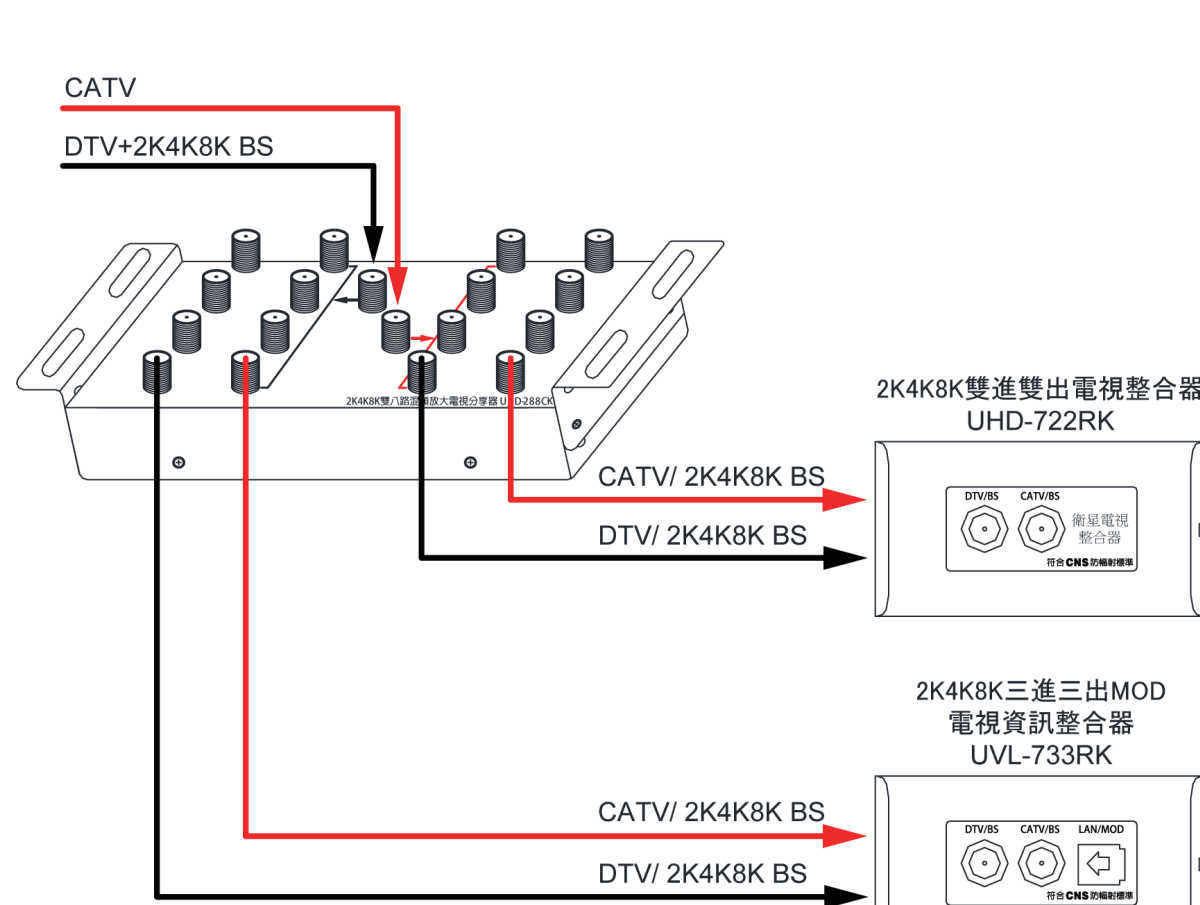 CATV
DTV+2K4K8K BS
2K4K8K雙八路混頻放大電視分享器 UHD-288CK
2K4K8K雙進雙出電視整合器
UHD-722RK
CATV/ 2K4K8K BS
DTV/ 2K4K8K BS
DTV/BS CATV/BS
衛星電視
整合器
符合CNS防輻射標準
2K4K8K三進三出MOD
電視資訊整合器
UVL-733RK
CATV/ 2K4K8K BS
DTV/ 2K4K8K BS
DTV/BS CATV/BS LAN/MOD
符合CNS防輻射標準